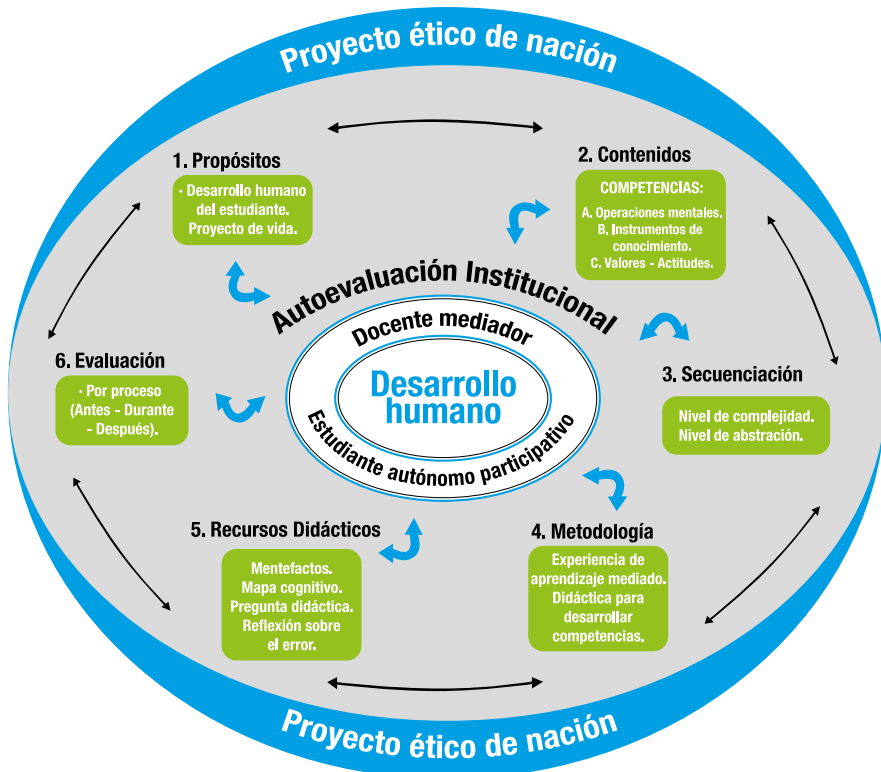 Proyecto ético de nación
1. Propósitos
· Desarrollo humano
del estudiante.
Proyecto de vida.
2. Contenidos
COMPETENCIAS:
A. Operaciones mentales.
B. Instrumentos de
conocimiento.
C. Valores - Actitudes.
Autoevaluación Institucional
Docente mediador
Desarrollo
humano
Estudiante autónomo participativo
3. Secuenciación
Nivel de complejidad.
Nivel de abstración.
6. Evaluación
· Por proceso
(Antes - Durante
- Después).
5. Recursos Didácticos
Mentefactos.
Mapa cognitivo.
Pregunta didáctica.
Reflexión sobre
el error.
4. Metodología
Experiencia de
aprendizaje mediado.
Didáctica para
desarrollar
competencias.
Proyecto ético de nación